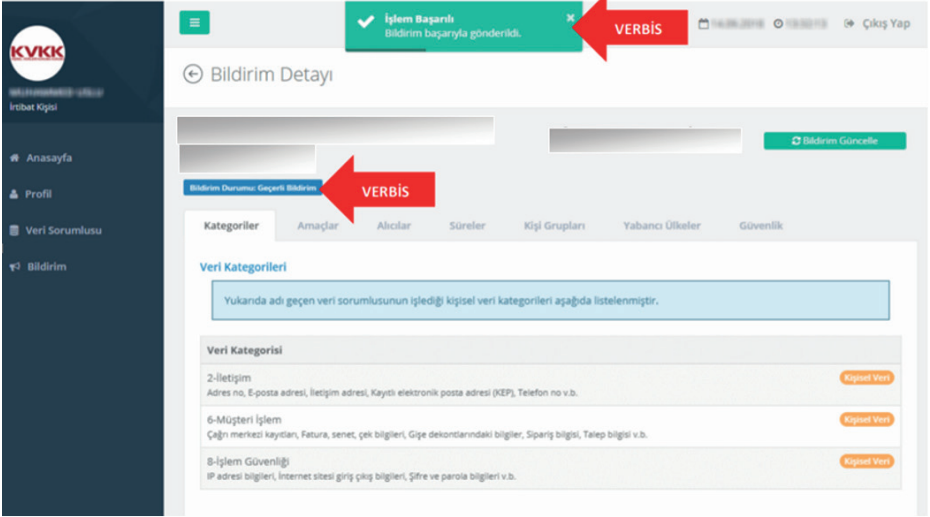 İşlem Başarılı
Bildirim başarıyla gönderildi.
VERBİS
Çıkış Yap
KVKK
Bildirim Detayı
İrtibat Kişisi
Bildirim Güncelle
Anasayfa
Bildirim Durumu: Geçerli Bildirim
VERBİS
Profil
Kategoriler Amaçlar Alıcılar Süreler Kişi Grupları Yabancı Ülkeler Güvenlik
Veri Sorumlusu
Bildirim
Veri Kategorileri
Yukarıda adı geçen veri sorumlusunun işlediği kişisel veri kategorileri aşağıda listelenmiştir.
Veri Kategorisi
2-İletişim
Kişisel Veri
Adres no, E-posta adresi, İletişim adresi, Kayıtlı elektronik posta adresi (KEP), Telefon no v.b.
6-Müşteri İşlem
Kişisel Veri
Çağrı merkezi kayıtları, Fatura, senet, çek bilgileri, Gişe dekontlarındaki bilgiler, Sipariş bilgisi, Talep bilgisi v.b.
8-İşlem Güvenliği
Kişisel Veri
IP adresi bilgileri, İnternet sitesi giriş çıkış bilgileri, Şifre ve parola bilgileri v.b.